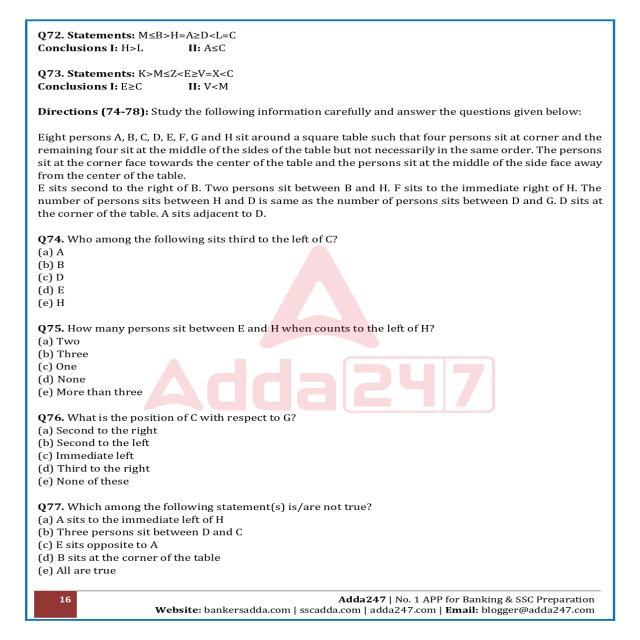 Q72. Statements: M≤B>H=A≥D<L=C
Conclusions I: H>L II: A≤C
Q73. Statements: K>M≤Z<E≥V=X<C
Conclusions I: E≥C II: V<M
Directions (74-78): Study the following information carefully and answer the questions given below:
Eight persons A, B, C, D, E, F, G and H sit around a square table such that four persons sit at corner and the
remaining four sit at the middle of the sides of the table but not necessarily in the same order. The persons
sit at the corner face towards the center of the table and the persons sit at the middle of the side face away
from the center of the table.
E sits second to the right of B. Two persons sit between B and H. F sits to the immediate right of H. The
number of persons sits between H and D is same as the number of persons sits between D and G. D sits at
the corner of the table. A sits adjacent to D.
Q74. Who among the following sits third to the left of C?
(a) A
(b) B
(c) D
(d) E
(e) H
Q75. How many persons sit between E and H when counts to the left of H?
(a) Two
(b) Three
(c) One
(d) None
(e) More than three
Q76. What is the position of C with respect to G?
(a) Second to the right
(b) Second to the left
(c) Immediate left
(d) Third to the right
(e) None of these
Q77. Which among the following statement(s) is/are not true?
(a) A sits to the immediate left of H
(b) Three persons sit between D and C
(c) E sits opposite to A
(d) B sits at the corner of the table
(e) All are true
Adda247
16
Adda247 | No. 1 APP for Banking & SSC Preparation
Website: bankersadda.com | sscadda.com | adda247.com | Email: blogger@adda247.com